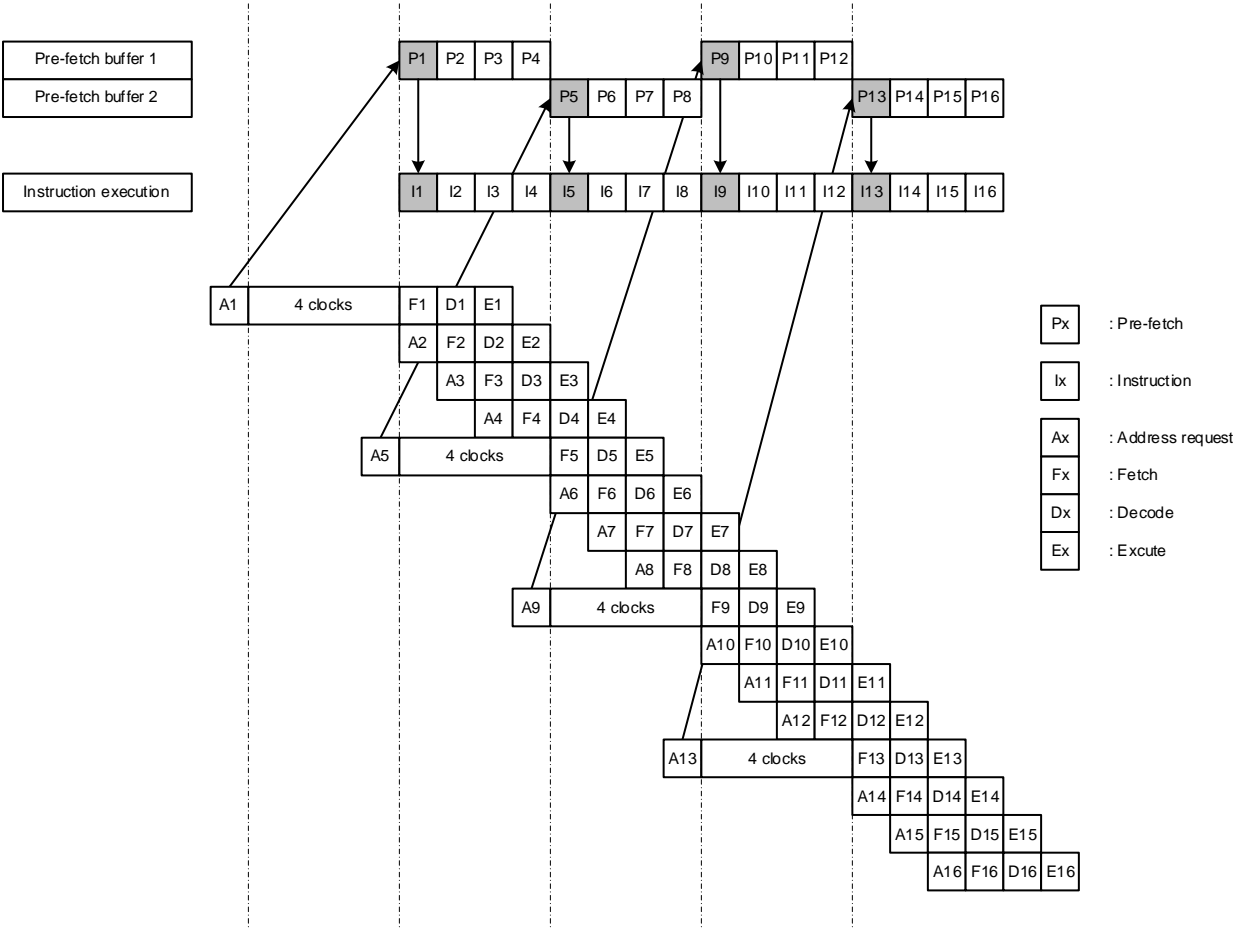 Pre-fetch buffer 1 P1 P2 P3 P4 P9 P10 P11 P12
Pre-fetch buffer 2 P5 P6 P7 P8 P13 P14 P15 P16
Instruction execution I1 I2 I3 I4 I5 I6 I7 I8 I9 I10 I11 I12 I13 I14 I15 I16
A1 4 clocks F1 D1 E1
A2 F2 D2 E2
A3 F3 D3 E3
A4 F4 D4 E4
A5 4 clocks F5 D5 E5
A6 F6 D6 E6
A7 F7 D7 E7
A8 F8 D8 E8
A9 4 clocks F9 D9 E9
A10 F10 D10 E10
A11 F11 D11 E11
A12 F12 D12 E12
A13 4 clocks F13 D13 E13
A14 F14 D14 E14
A15 F15 D15 E15
A16 F16 D16 E16
Px : Pre-fetch
Ix : Instruction
Ax : Address request
Fx : Fetch
Dx : Decode
Ex : Excute